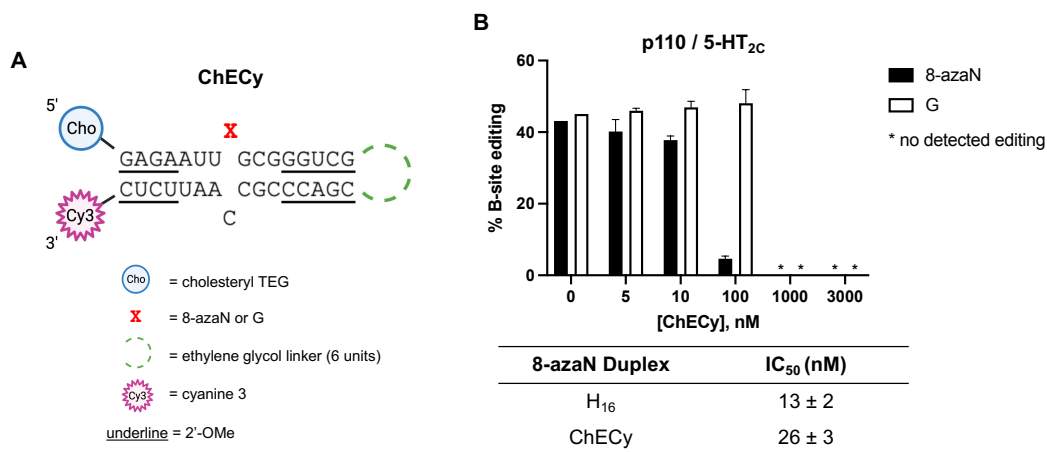 A
ChECy
5'
Cho
X
GAGAAUU GCGGGGUCG
CUCUUAA CGCCCCAGC
C
Cy3
3'
Cho = cholesteryl TEG
X = 8-azaN or G
= ethylene glycol linker (6 units)
Cy3 = cyanine 3
underline = 2'-OMe
B
p110 / 5-HT2C
% B-site editing
60
40
20
0
* * * *
0 5 10 100 1000 3000
[ChECy], nM
8-azaN
G
* no detected editing
8-azaN Duplex IC50 (nM)
H16 13 ± 2
ChECy 26 ± 3